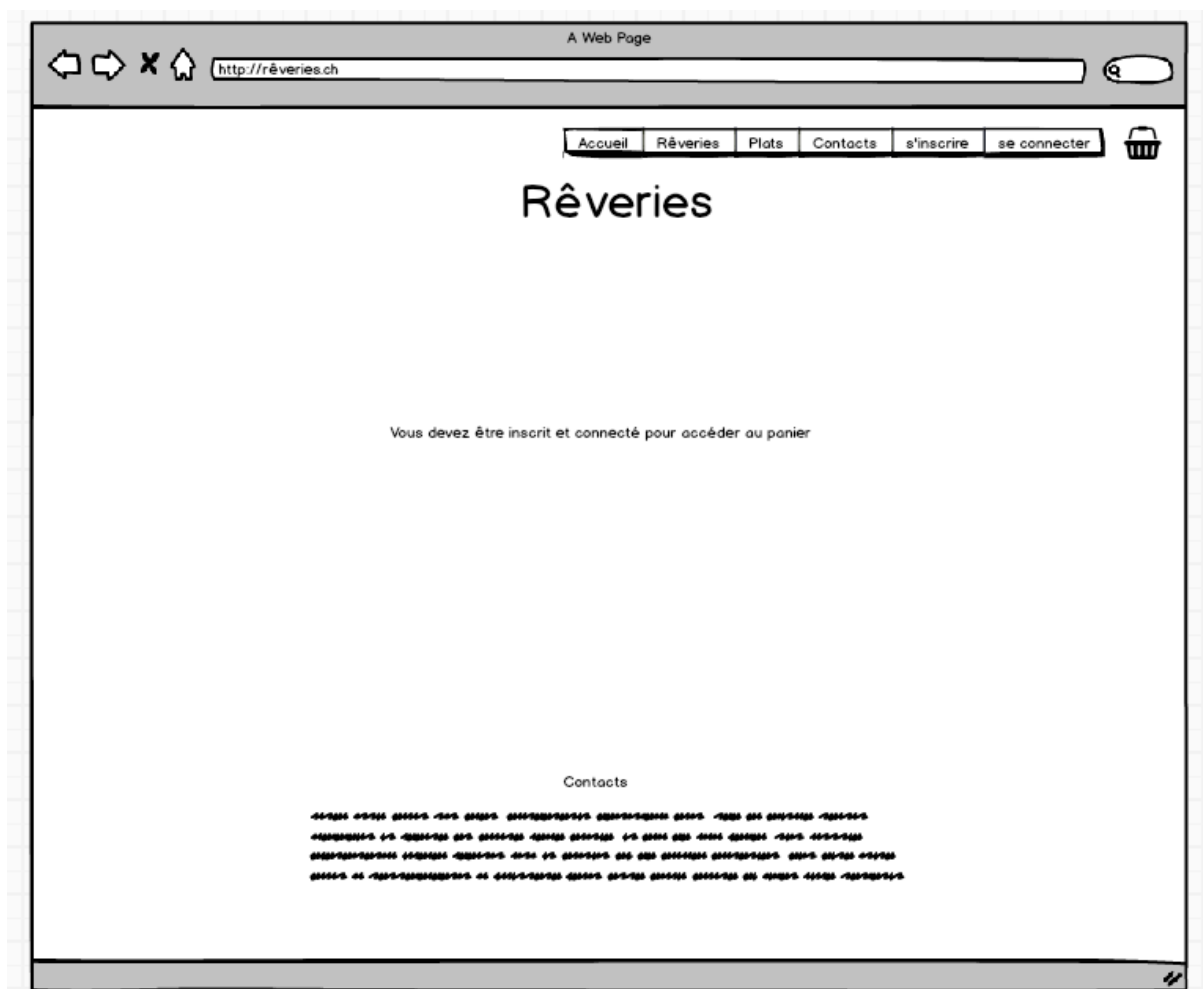 A Web Page
http://rêveries.ch
Accueil Rêveries Plats Contacts s'inscrire se connecter
Rêveries
Vous devez être inscrit et connecté pour accéder au panier
Contacts